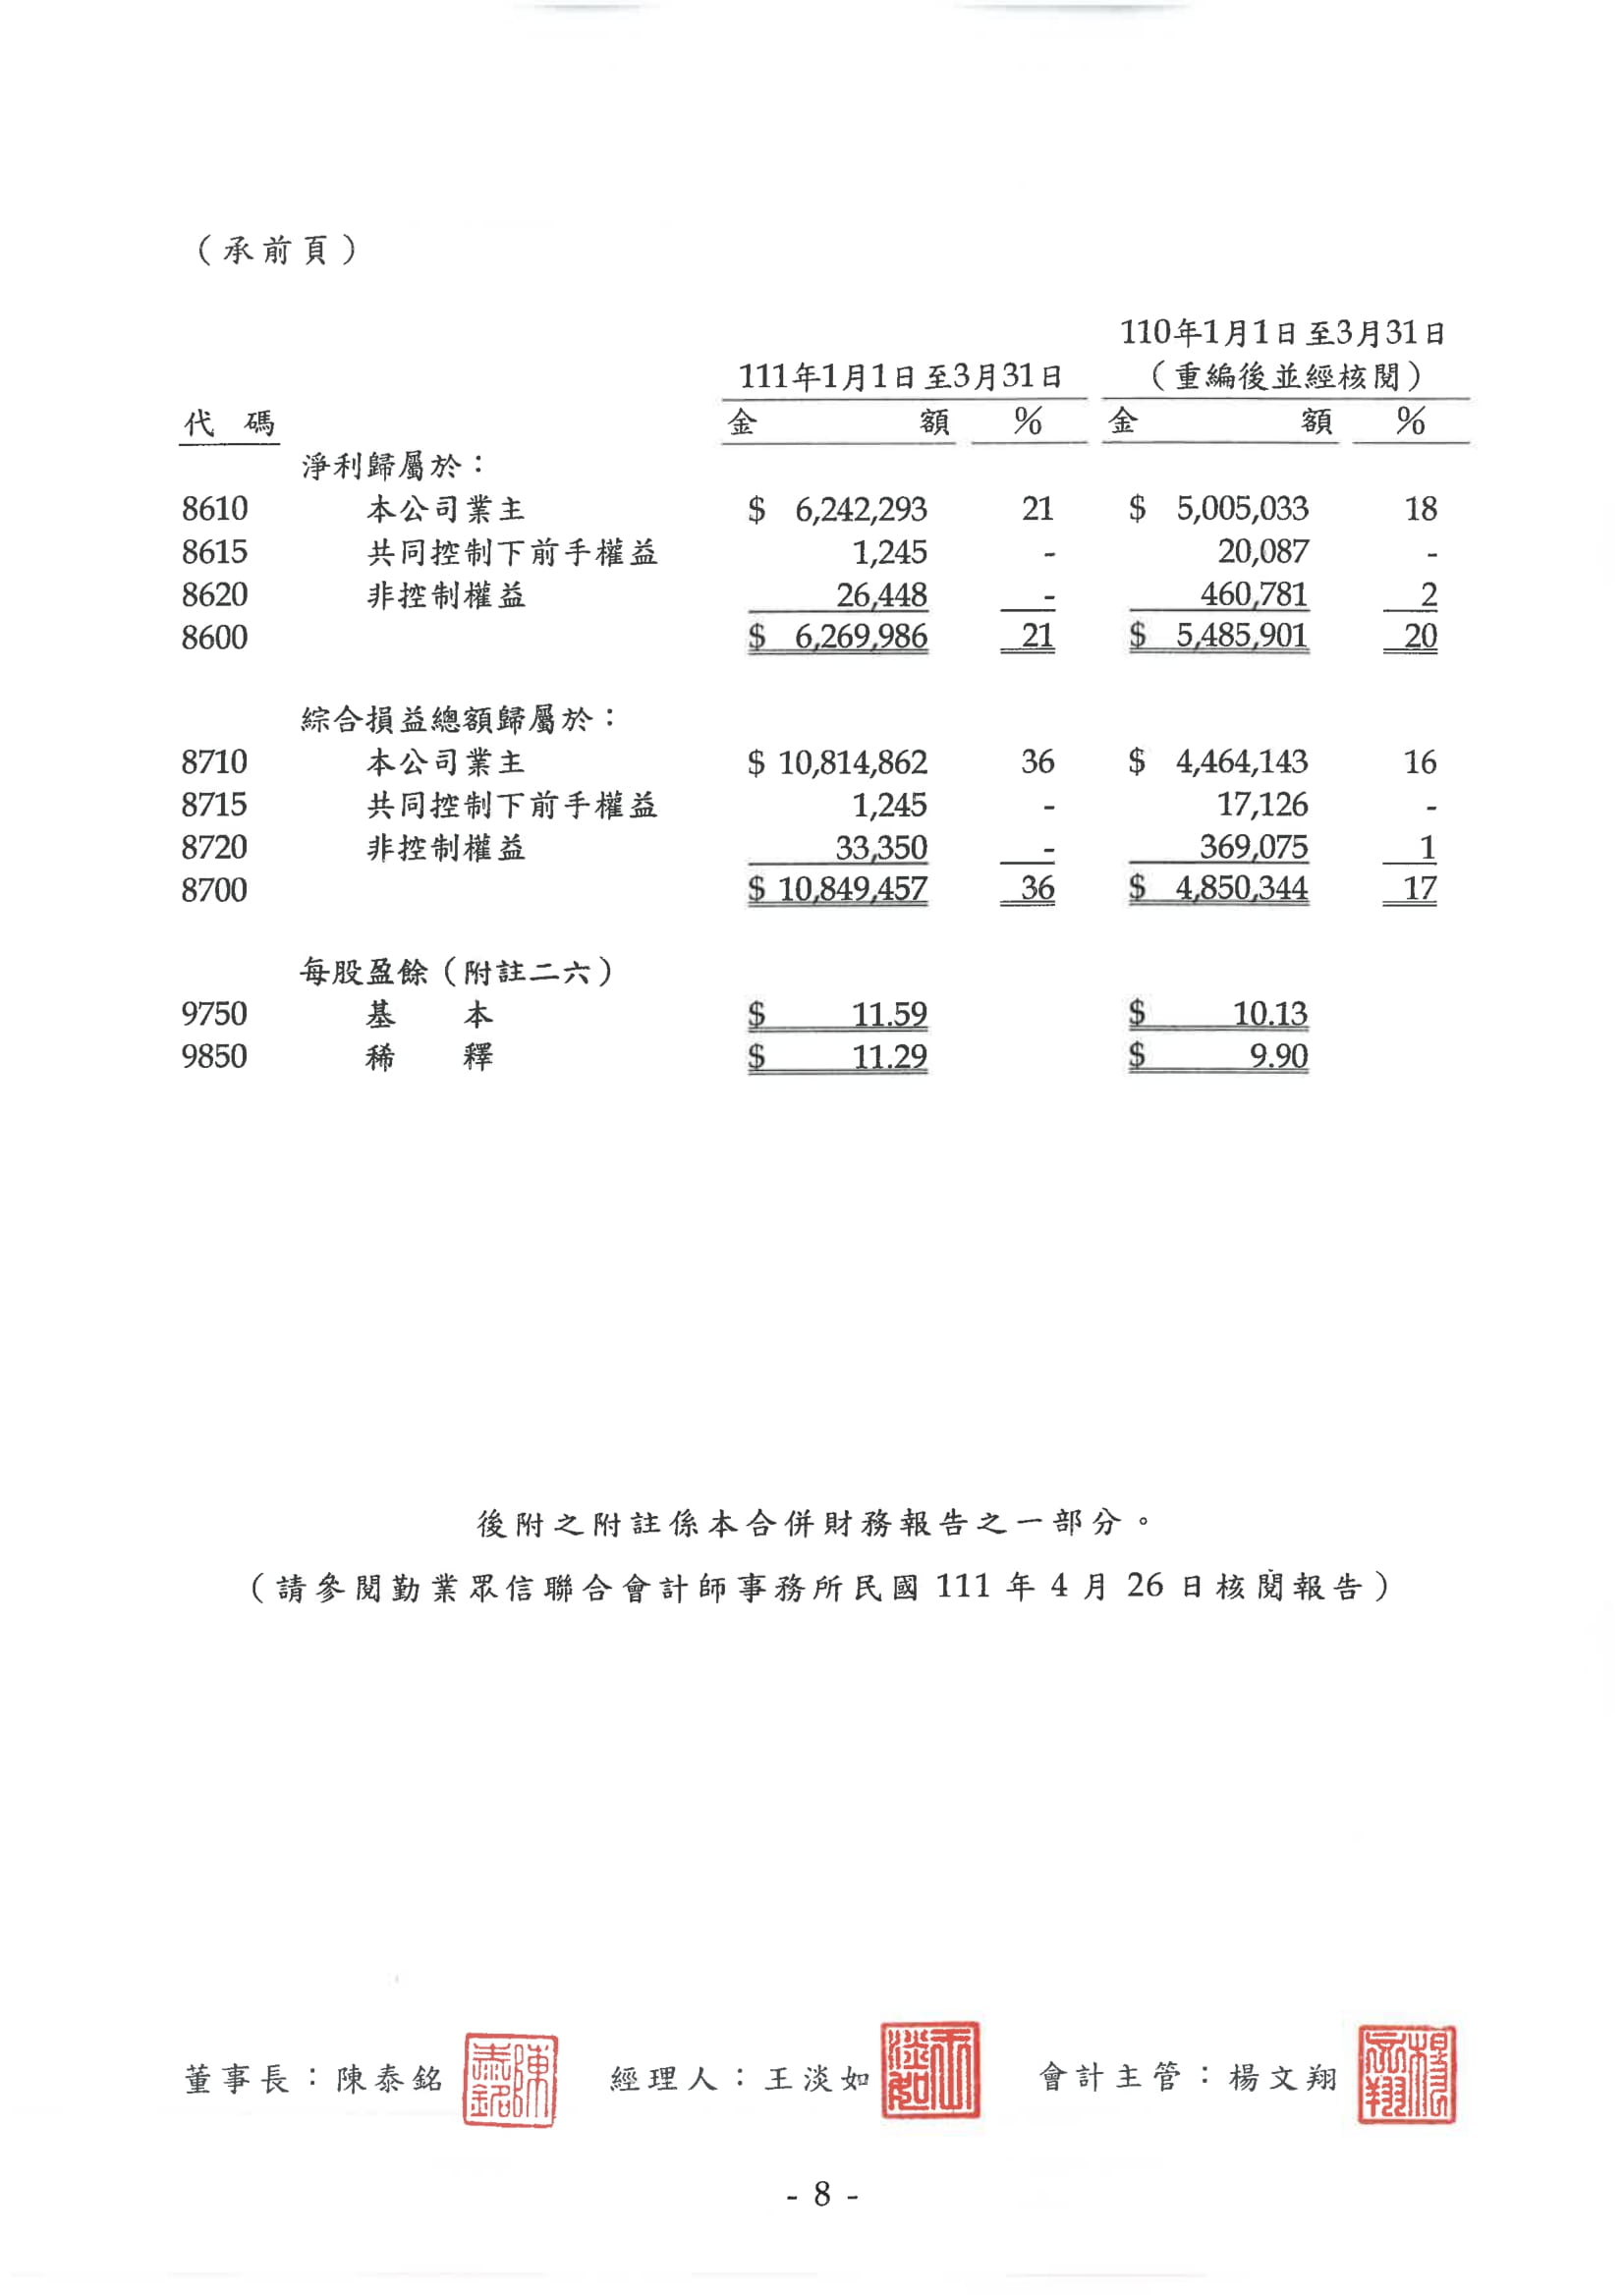 （承前頁）
110年1月1日至3月31日
111年1月1日至3月31日 （重編後並經核閱）
代 碼 金 額 % 金 額 %
淨利歸屬於：
8610 本公司業主 $ 6,242,293 21 $ 5,005,033 18
8615 共同控制下前手權益 1,245 - 20,087 -
8620 非控制權益 26,448 - 460,781 2
8600 $ 6,269,986 21 $ 5,485,901 20
綜合損益總額歸屬於：
8710 本公司業主 $ 10,814,862 36 $ 4,464,143 16
8715 共同控制下前手權益 1,245 - 17,126 -
8720 非控制權益 33,350 - 369,075 1
8700 $ 10,849,457 36 $ 4,850,344 17
每股盈餘（附註二六）
9750 基 本 $ 11.59 $ 10.13
9850 稀 釋 $ 11.29 $ 9.90
後附之附註係本合併財務報告之一部分。
（請參閱勤業眾信聯合會計師事務所民國 111 年 4 月 26 日核閱報告）
董事長：陳泰銘 陳泰銘 經理人：王淡如 王淡如 會計主管：楊文翔 楊文翔
- 8 -